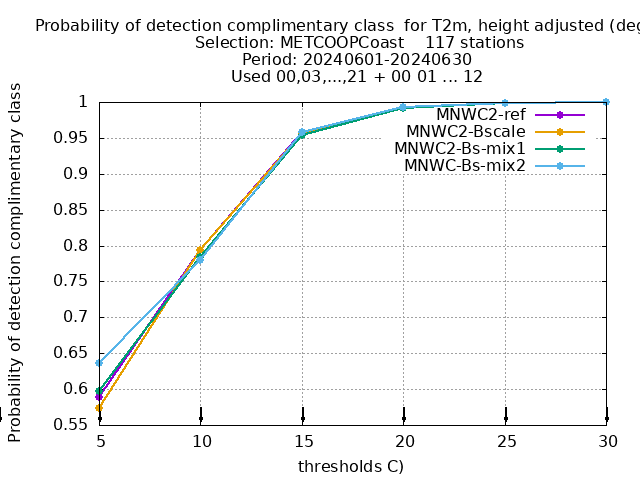 Probability of detection complimentary class  for T2m, height adjusted (deg
Selection: METCOOPCoast    117 stations
Period: 20240601-20240630
Used 00,03,...,21 + 00 01 ... 12
Probability of detection complimentary class
1
0.95
0.9
0.85
0.8
0.75
0.7
0.65
0.6
0.55
MNWC2-ref
MNWC2-Bscale
MNWC2-Bs-mix1
MNWC-Bs-mix2
5 10 15 20 25 30
thresholds C)